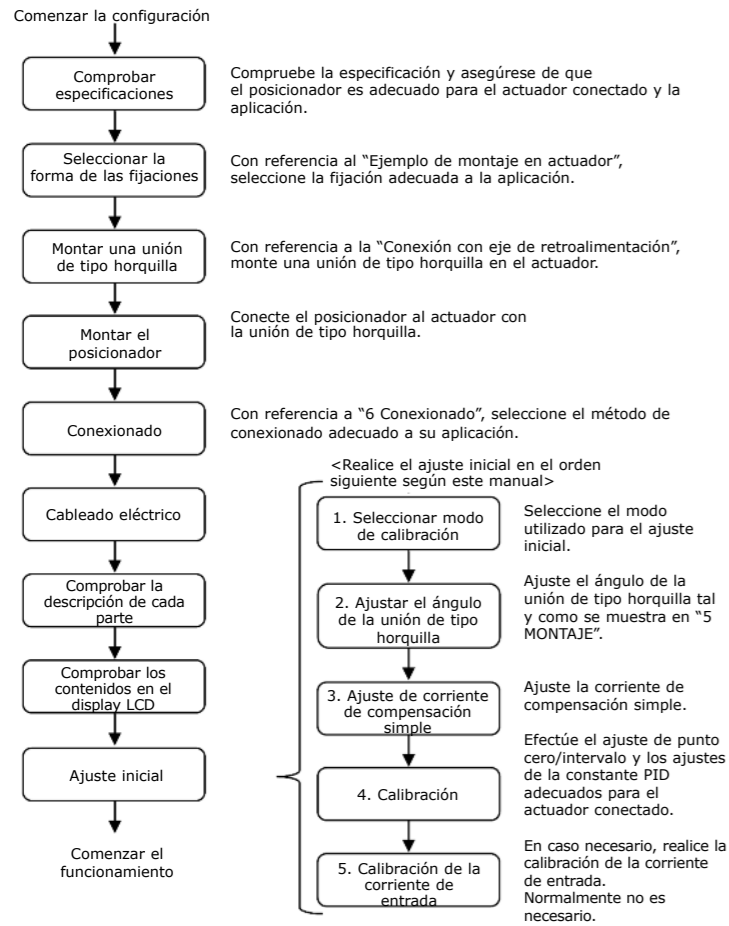 Comenzar la configuración
Comprobar
especificaciones
Compruebe la especificación y asegúrese de que
el posicionador es adecuado para el actuador conectado y la
aplicación.
Seleccionar la
forma de las fijaciones
Con referencia al “Ejemplo de montaje en actuador”,
seleccione la fijación adecuada a la aplicación.
Montar una unión
de tipo horquilla
Con referencia a la “Conexión con eje de retroalimentación”,
monte una unión de tipo horquilla en el actuador.
Montar el
posicionador
Conecte el posicionador al actuador con
la unión de tipo horquilla.
Conexionado
Con referencia a “6 Conexionado”, seleccione el método de
conexionado adecuado a su aplicación.
Cableado eléctrico
Comprobar la
descripción de cada
parte
Comprobar los
contenidos en el
display LCD
Ajuste inicial
Comenzar el
funcionamiento
<Realice el ajuste inicial en el orden
siguiente según este manual>
1. Seleccionar modo
de calibración
Seleccione el modo
utilizado para el ajuste
inicial.
2. Ajustar el ángulo
de la unión de tipo
horquilla
Ajuste el ángulo de la
unión de tipo horquilla tal
y como se muestra en “5
MONTAJE”.
3. Ajuste de corriente
de compensación
simple
Ajuste la corriente de
compensación simple.
4. Calibración
Efectúe el ajuste de punto
cero/intervalo y los ajustes
de la constante PID
adecuados para el
actuador conectado.
5. Calibración de la
corriente de
entrada
En caso necesario, realice la
calibración de la corriente
de entrada.
Normalmente no es
necesario.